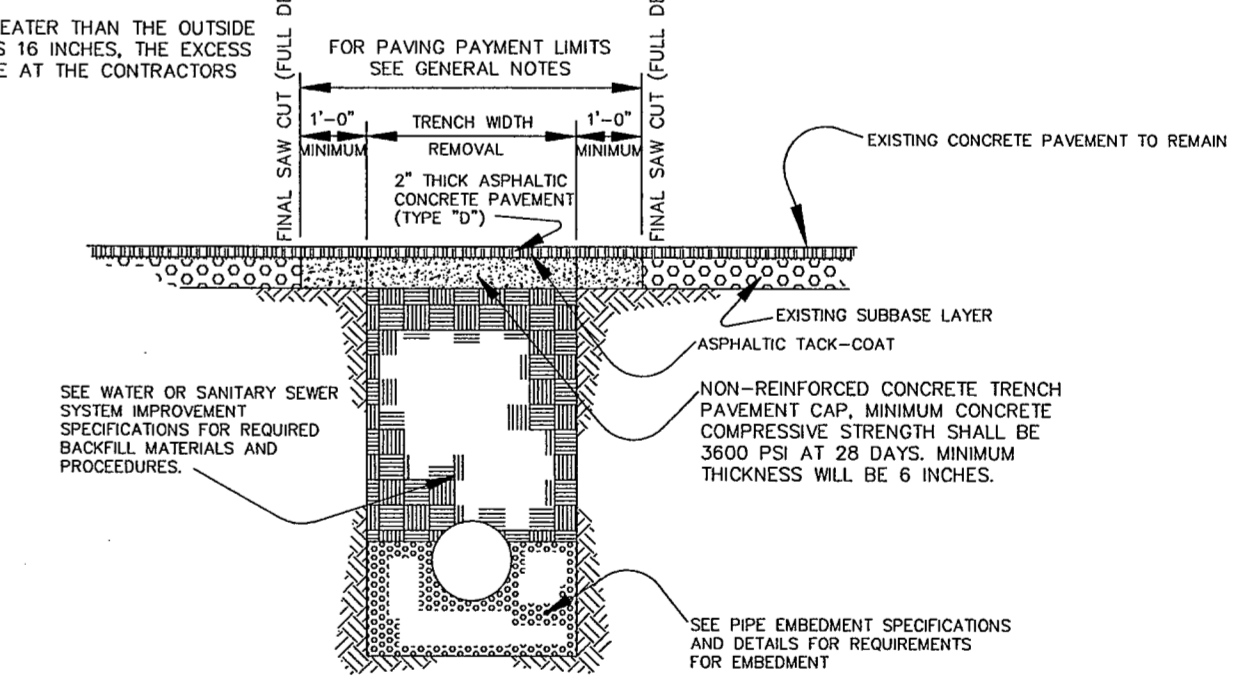 EATER THAN THE OUTSIDE
S 16 INCHES, THE EXCESS
E AT THE CONTRACTORS
FINAL SAW CUT (FULL DE
FOR PAVING PAYMENT LIMITS
SEE GENERAL NOTES
FINAL SAW CUT (FULL DE
1'-0"
MINIMUM
TRENCH WIDTH
REMOVAL
1'-0"
MINIMUM
2" THICK ASPHALTIC
CONCRETE PAVEMENT
(TYPE "D")
EXISTING CONCRETE PAVEMENT TO REMAIN
EXISTING SUBBASE LAYER
ASPHALTIC TACK-COAT
NON-REINFORCED CONCRETE TRENCH
PAVEMENT CAP, MINIMUM CONCRETE
COMPRESSIVE STRENGTH SHALL BE
3600 PSI AT 28 DAYS. MINIMUM
THICKNESS WILL BE 6 INCHES.
SEE WATER OR SANITARY SEWER
SYSTEM IMPROVEMENT
SPECIFICATIONS FOR REQUIRED
BACKFILL MATERIALS AND
PROCEEDURES.
SEE PIPE EMBEDMENT SPECIFICATIONS
AND DETAILS FOR REQUIREMENTS
FOR EMBEDMENT